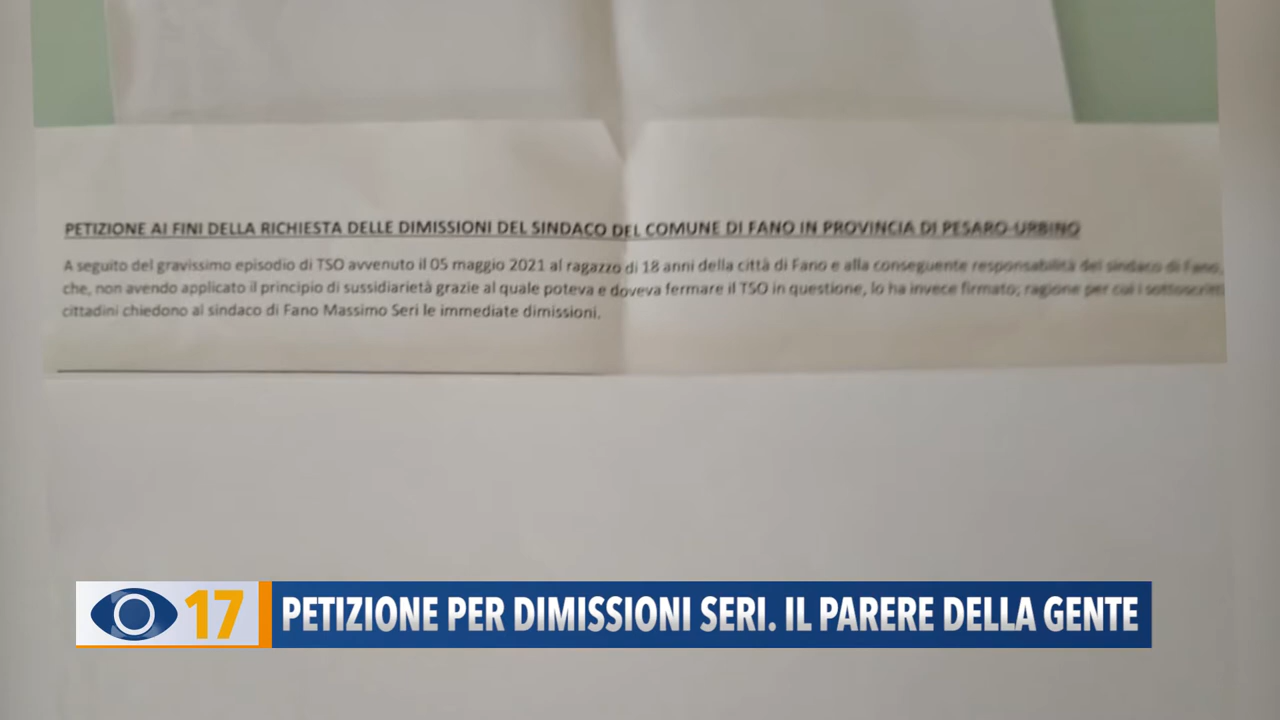 PETIZIONE AI FINI DELLA RICHIESTA DELLE DIMISSIONI DEL SINDACO DEL COMUNE DI FANO IN PROVINCIA DI PESARO-URBINO
A seguito del gravissimo episodio di TSO avvenuto il 05 maggio 2021 al ragazzo di 18 anni della città di Fano e alla conseguente responsabilità del sindaco di Fano,
che, non avendo applicato il principio di sussidiarietà grazie al quale poteva e doveva fermare il TSO in questione, lo ha invece firmato; ragione per cui i sottoscritti
cittadini chiedono al sindaco di Fano Massimo Seri le immediate dimissioni.
17 PETIZIONE PER DIMISSIONI SERI. IL PARERE DELLA GENTE